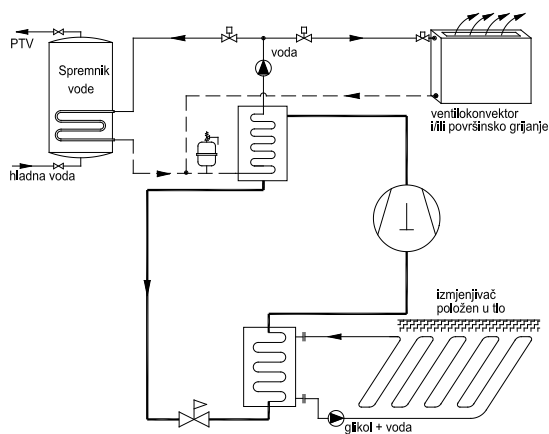 PTV
Spremnik
vode
hladna voda
voda
ventilokonvektor
i/ili površinsko grijanje
izmjenjivač
položen u tlo
glikol + voda